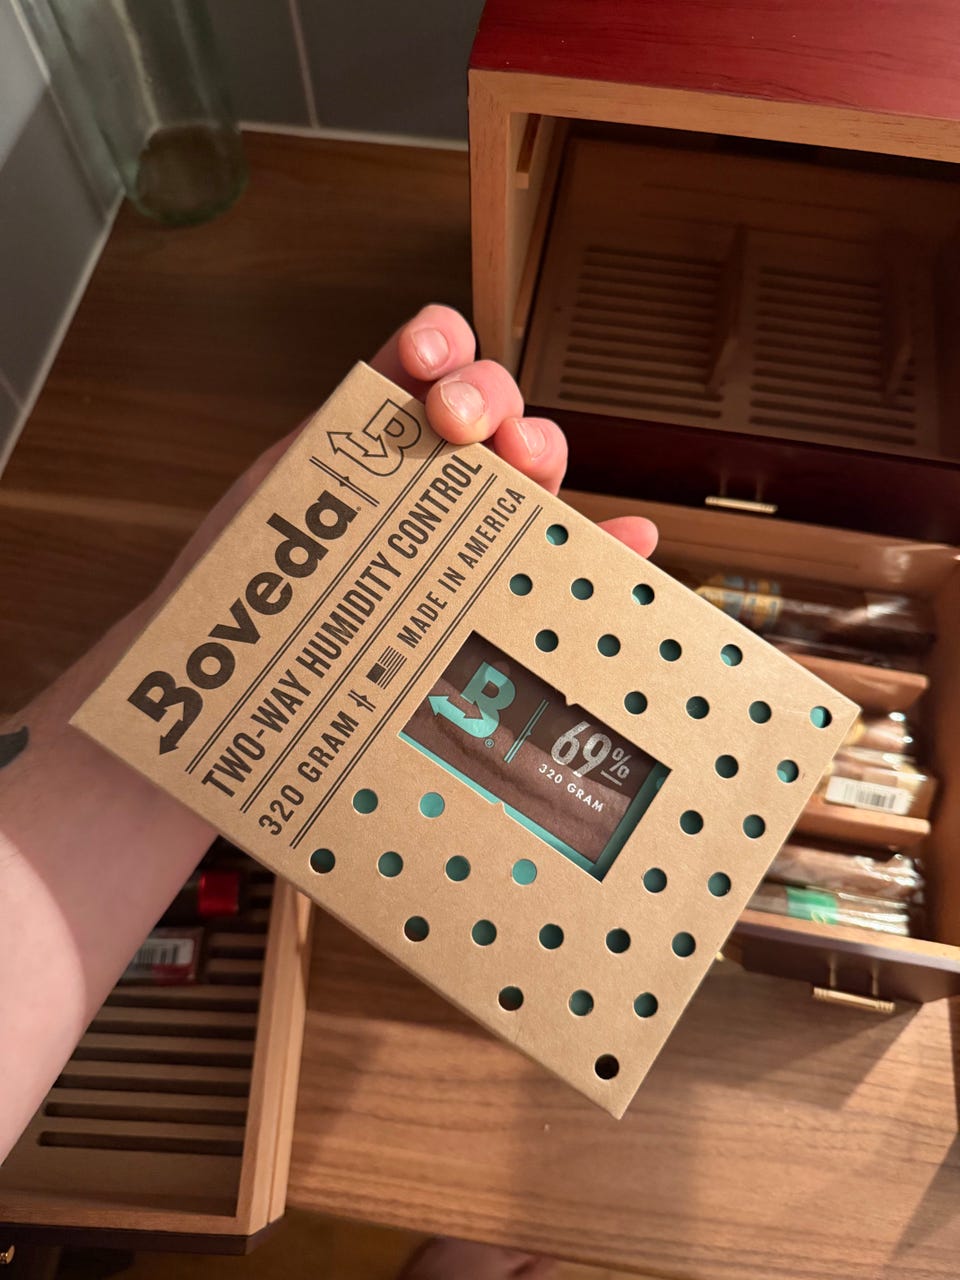 Boveda®
TWO-WAY HUMIDITY CONTROL
320 GRAM MADE IN AMERICA
B®
69%
320 GRAM